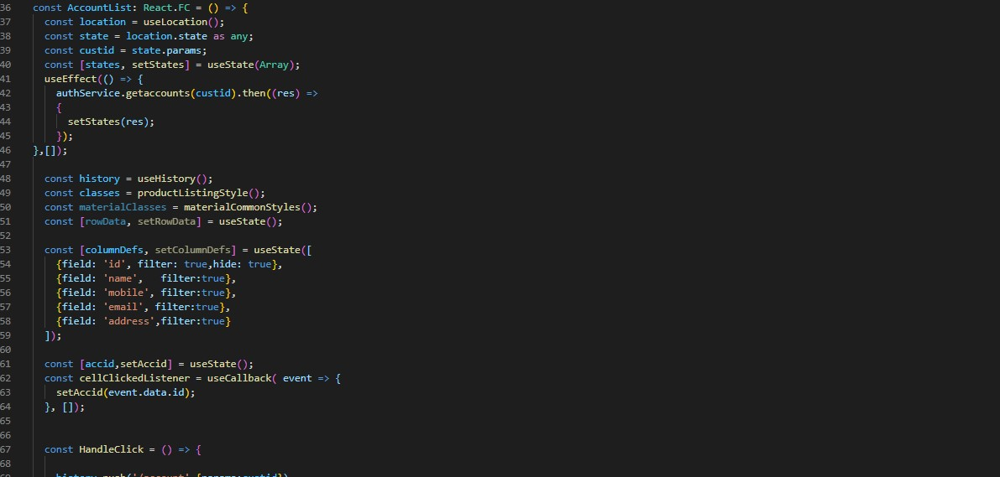 36 const AccountList: React.FC = () => {
37 const location = useLocation();
38 const state = location.state as any;
39 const custid = state.params;
40 const [states, setStates] = useState(Array);
41 useEffect(() => {
42 authService.getaccounts(custid).then((res) =>
43 {
44 setStates(res);
45 });
46 },[]);
47
48 const history = useHistory();
49 const classes = productListingStyle();
50 const materialClasses = materialCommonStyles();
51 const [rowData, setRowData] = useState();
52
53 const [columnDefs, setColumnDefs] = useState([
54 {field: 'id', filter: true,hide: true},
55 {field: 'name',   filter:true},
56 {field: 'mobile', filter:true},
57 {field: 'email', filter:true},
58 {field: 'address',filter:true}
59 ]);
60
61 const [accid,setAccid] = useState();
62 const cellClickedListener = useCallback( event => {
63 setAccid(event.data.id);
64 }, []);
65
66
67 const HandleClick = () => {
68